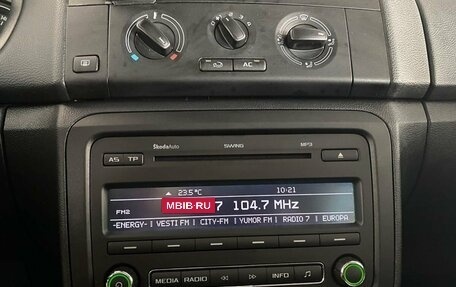 AC
ŠkodaAuto SWING MP3
AS TP
23.5 °C 10:21
MBIB.RU 7 104.7 MHz
FM2
-ENERGY- VESTI FM CITY-FM YUMOR FM RADIO 7 EUROPA
MEDIA RADIO INFO